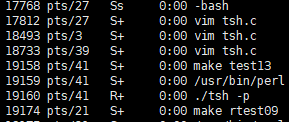 17768 pts/27 Ss 0:00 -bash
17812 pts/27 S+ 0:00 vim tsh.c
18493 pts/3 S+ 0:00 vim tsh.c
18733 pts/39 S+ 0:00 vim tsh.c
19158 pts/41 S+ 0:00 make test13
19159 pts/41 S+ 0:00 /usr/bin/perl
19160 pts/41 R+ 0:00 ./tsh -p
19174 pts/21 S+ 0:00 make rtest09